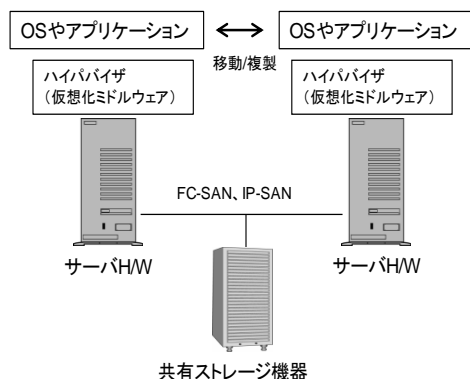 OSやアプリケーション
OSやアプリケーション
移動/複製
ハイパバイザ
（仮想化ミドルウェア）
ハイパバイザ
（仮想化ミドルウェア）
FC-SAN、IP-SAN
サーバH/W
サーバH/W
共有ストレージ機器